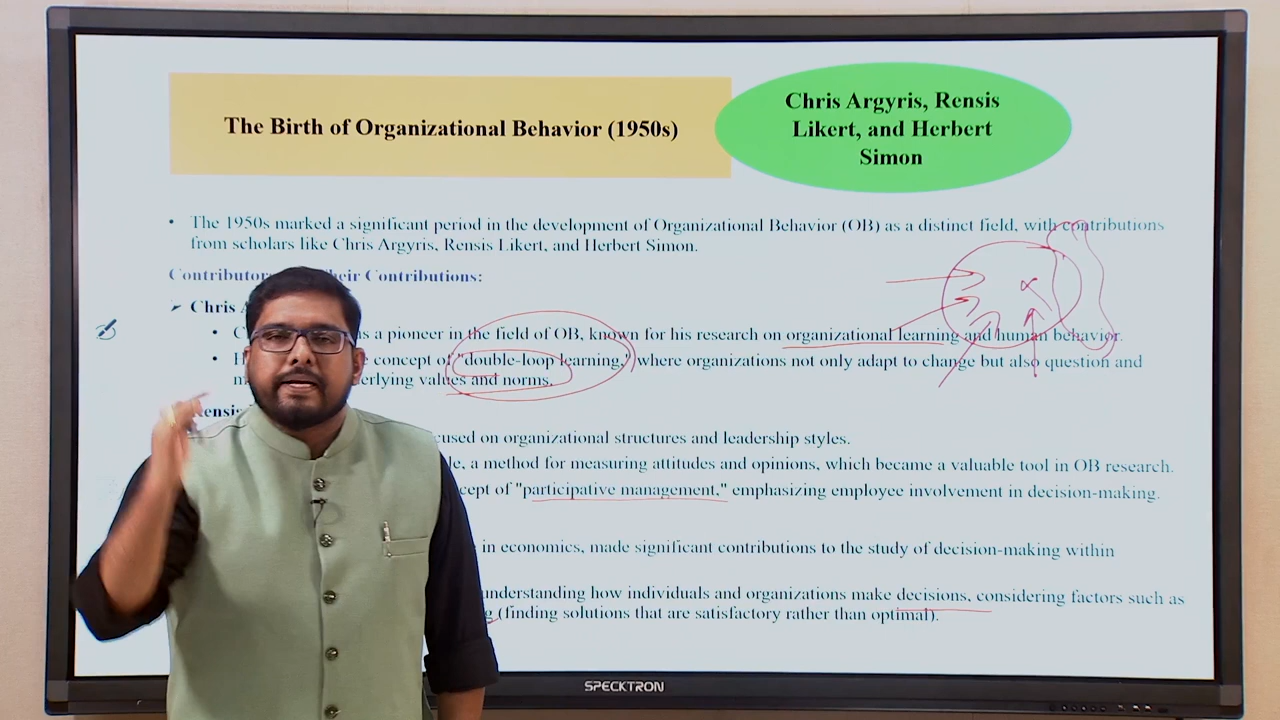 The Birth of Organizational Behavior (1950s)
Chris Argyris, Rensis
Likert, and Herbert
Simon
• The 1950s marked a significant period in the development of Organizational Behavior (OB) as a distinct field, with contributions
from scholars like Chris Argyris, Rensis Likert, and Herbert Simon.
Contributor heir Contributions:
➤ Chris A
• C s a pioneer in the field of OB, known for his research on organizational learning and human behavior.
• H e concept of "double-loop learning," where organizations not only adapt to change but also question and
m erlying values and norms.
Rensis
cused on organizational structures and leadership styles.
le, a method for measuring attitudes and opinions, which became a valuable tool in OB research.
cept of "participative management," emphasizing employee involvement in decision-making.
in economics, made significant contributions to the study of decision-making within
understanding how individuals and organizations make decisions, considering factors such as
g (finding solutions that are satisfactory rather than optimal).
SPECKTRON